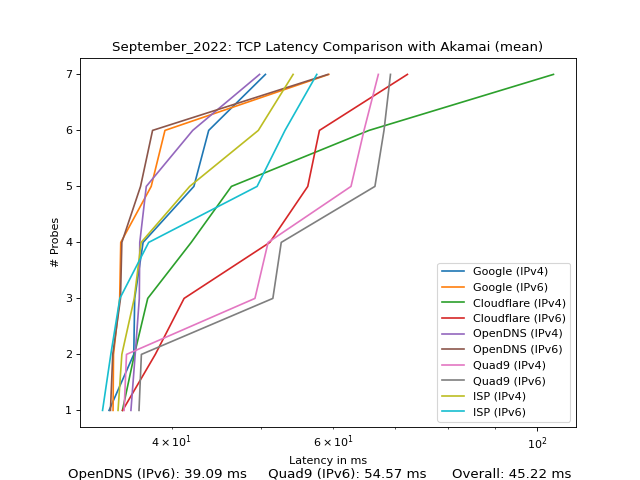 September_2022: TCP Latency Comparison with Akamai (mean)
# Probes
7
6
5
4
3
2
1
Google (IPv4)
Google (IPv6)
Cloudflare (IPv4)
Cloudflare (IPv6)
OpenDNS (IPv4)
OpenDNS (IPv6)
Quad9 (IPv4)
Quad9 (IPv6)
ISP (IPv4)
ISP (IPv6)
4 × 10¹ 6 × 10¹ 10²
Latency in ms
OpenDNS (IPv6): 39.09 ms Quad9 (IPv6): 54.57 ms Overall: 45.22 ms